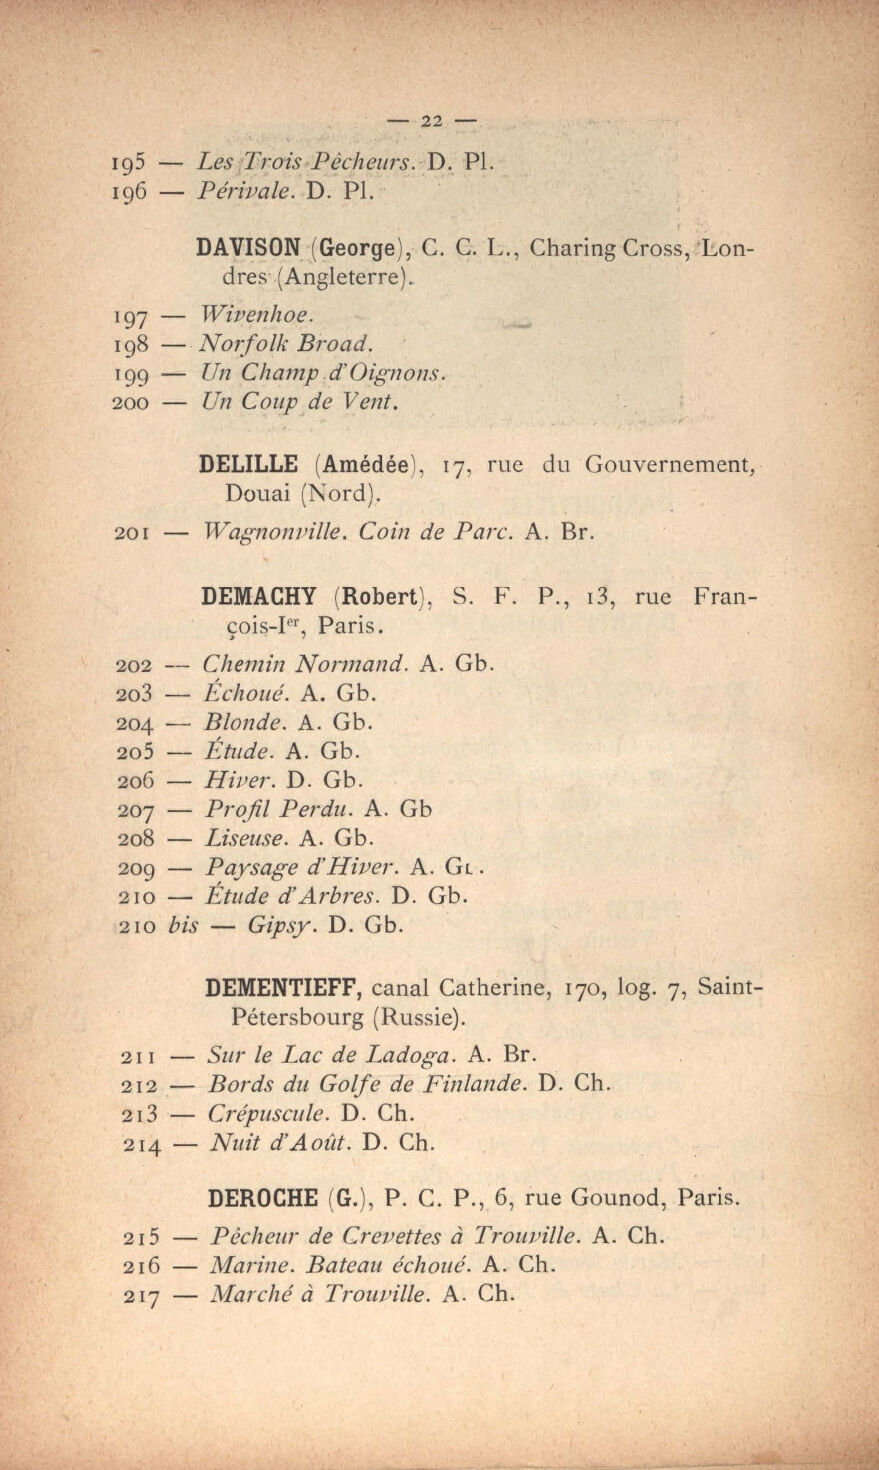 — 22 —
195 — Les Trois Pêcheurs. D. Pl.
196 — Périvale. D. Pl.
DAVISON (George), C. C. L., Charing Cross, Lon-
dres (Angleterre).
197 — Wivenhoe.
198 — Norfolk Broad.
199 — Un Champ d'Oignons.
200 — Un Coup de Vent.
DELILLE (Amédée), 17, rue du Gouvernement,
Douai (Nord).
201 — Wagnonville. Coin de Parc. A. Br.
DEMACHY (Robert), S. F. P., 13, rue Fran-
çois-Ier, Paris.
202 — Chemin Normand. A. Gb.
203 — Échoué. A. Gb.
204 — Blonde. A. Gb.
205 — Étude. A. Gb.
206 — Hiver. D. Gb.
207 — Profil Perdu. A. Gb
208 — Liseuse. A. Gb.
209 — Paysage d'Hiver. A. GL.
210 — Étude d'Arbres. D. Gb.
210 bis — Gipsy. D. Gb.
DEMENTIEFF, canal Catherine, 170, log. 7, Saint-
Pétersbourg (Russie).
211 — Sur le Lac de Ladoga. A. Br.
212 — Bords du Golfe de Finlande. D. Ch.
213 — Crépuscule. D. Ch.
214 — Nuit d'Août. D. Ch.
DEROCHE (G.), P. C. P., 6, rue Gounod, Paris.
215 — Pêcheur de Crevettes à Trouville. A. Ch.
216 — Marine. Bateau échoué. A. Ch.
217 — Marché à Trouville. A. Ch.